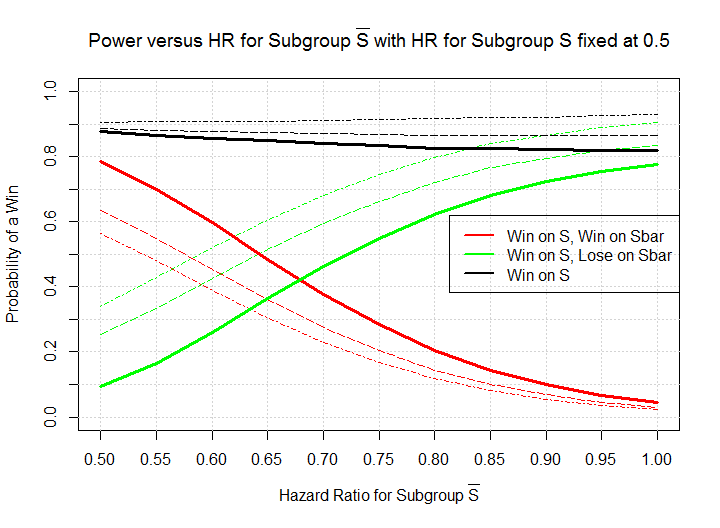 Power versus HR for Subgroup S̅ with HR for Subgroup S fixed at 0.5
Probability of a Win
1.0
0.8
0.6
0.4
0.2
0.0
Win on S, Win on Sbar
Win on S, Lose on Sbar
Win on S
0.50 0.55 0.60 0.65 0.70 0.75 0.80 0.85 0.90 0.95 1.00
Hazard Ratio for Subgroup S̅